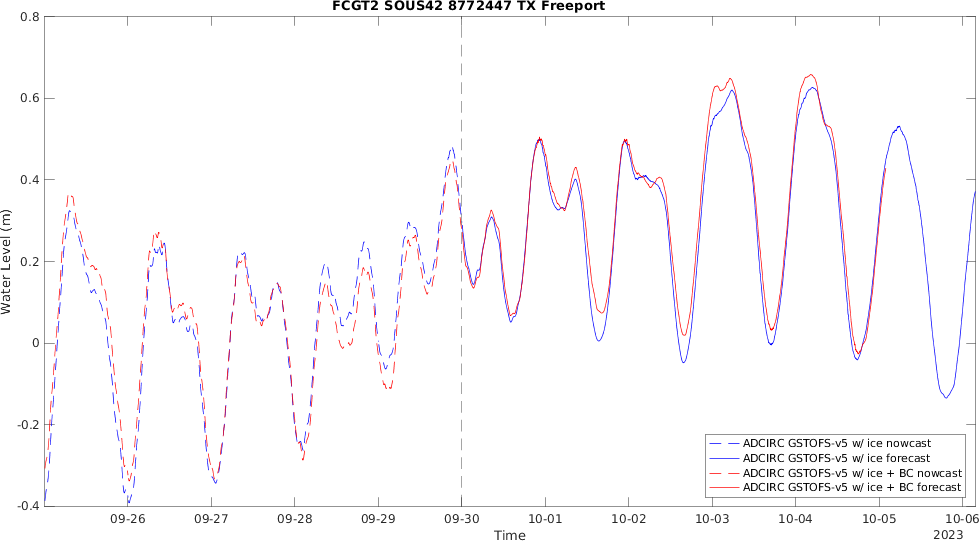 FCGT2 SOUS42 8772447 TX Freeport
0.8
0.6
0.4
0.2
0
-0.2
-0.4
Water Level (m)
ADCIRC GSTOFS-v5 w/ ice nowcast
ADCIRC GSTOFS-v5 w/ ice forecast
ADCIRC GSTOFS-v5 w/ ice + BC nowcast
ADCIRC GSTOFS-v5 w/ ice + BC forecast
09-26 09-27 09-28 09-29 09-30 10-01 10-02 10-03 10-04 10-05 10-06
Time
2023